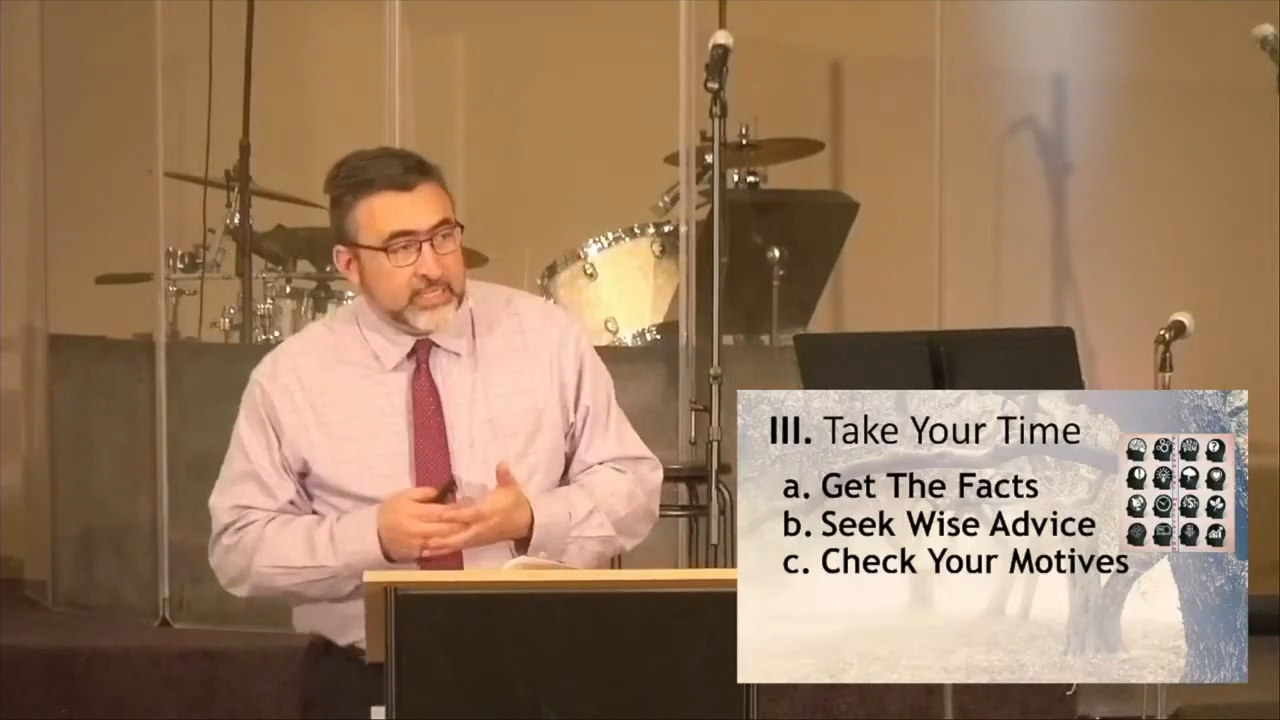 III. Take Your Time
a. Get The Facts
b. Seek Wise Advice
c. Check Your Motives